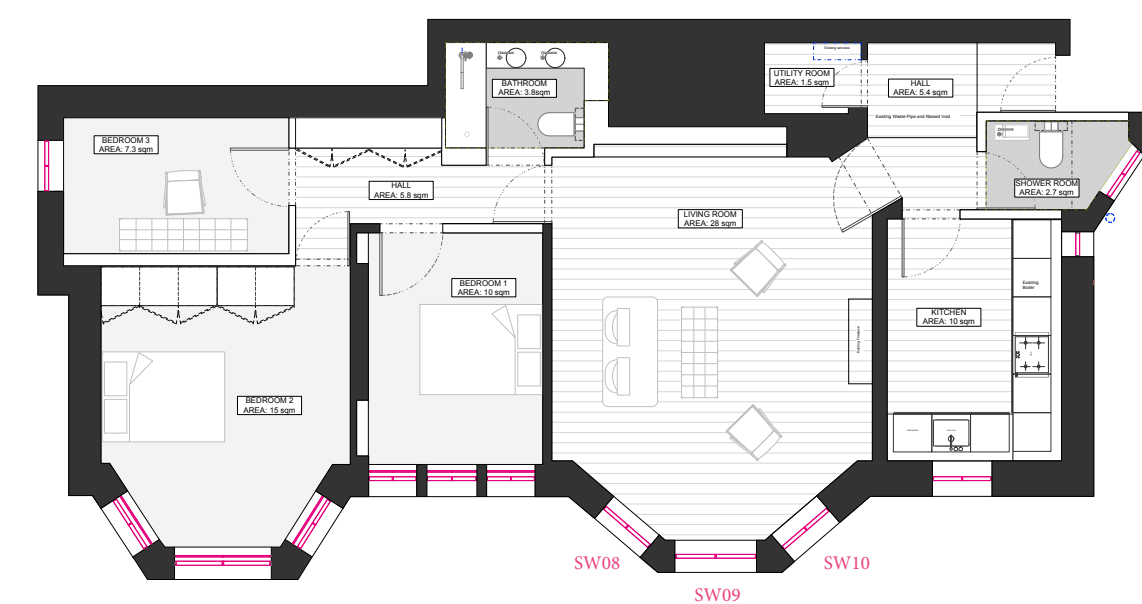 Existing services
UTILITY ROOM
AREA: 1.5 sqm
HALL
AREA: 5.4 sqm
BATHROOM
AREA: 3.8sqm
Existing Waste Pipe and Raised Void
BEDROOM 3
AREA: 7.3 sqm
HALL
AREA: 5.8 sqm
SHOWER ROOM
AREA: 2.7 sqm
LIVING ROOM
AREA: 28 sqm
BEDROOM 1
AREA: 10 sqm
Existing
Boiler
KITCHEN
AREA: 10 sqm
Existing Fireplace
BEDROOM 2
AREA: 15 sqm
SW08
SW09
SW10